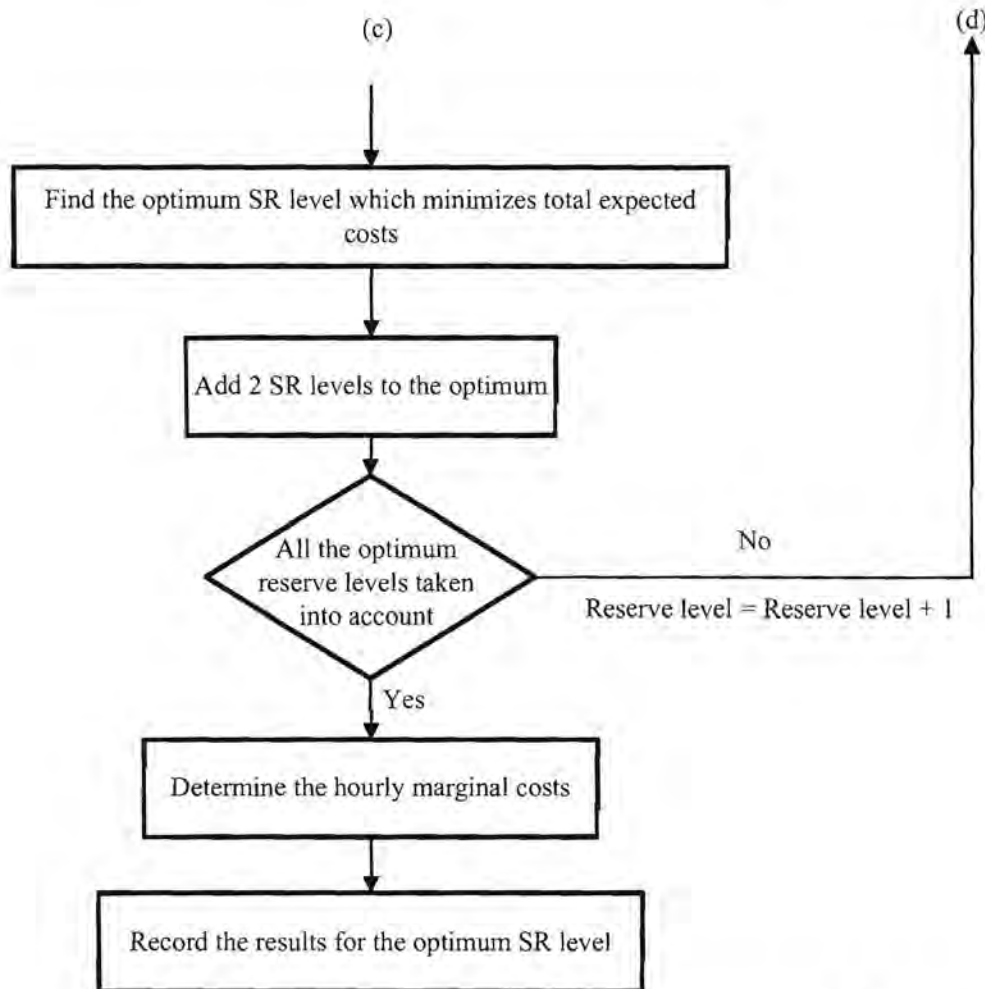 (c)
(d)
Find the optimum SR level which minimizes total expected
costs
Add 2 SR levels to the optimum
All the optimum
reserve levels taken
into account
No
Reserve level = Reserve level + 1
Yes
Determine the hourly marginal costs
Record the results for the optimum SR level